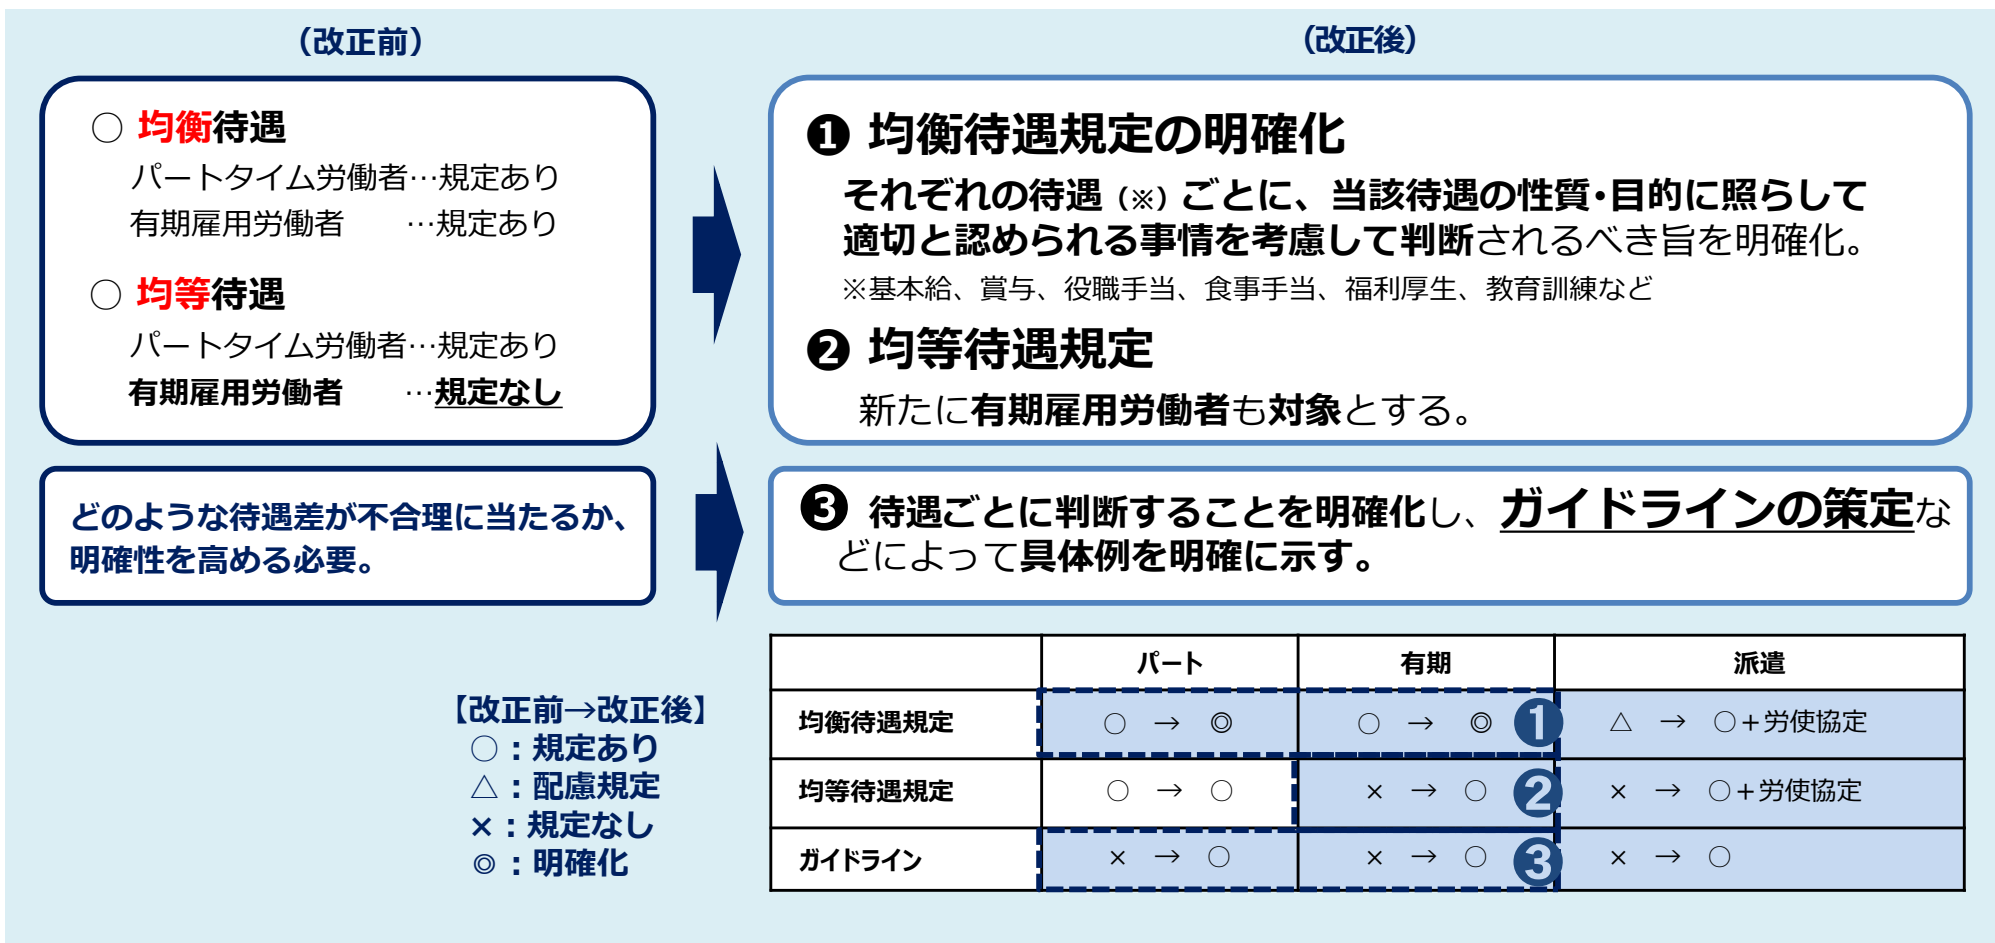 （改正前）
○ 均衡待遇
パートタイム労働者…規定あり
有期雇用労働者 …規定あり
○ 均等待遇
パートタイム労働者…規定あり
有期雇用労働者 …規定なし
どのような待遇差が不合理に当たるか、
明確性を高める必要。
（改正後）
❶ 均衡待遇規定の明確化
それぞれの待遇（※）ごとに、当該待遇の性質・目的に照らして
適切と認められる事情を考慮して判断されるべき旨を明確化。
※基本給、賞与、役職手当、食事手当、福利厚生、教育訓練など
❷ 均等待遇規定
新たに有期雇用労働者も対象とする。
❸ 待遇ごとに判断することを明確化し、ガイドラインの策定な
どによって具体例を明確に示す。
【改正前→改正後】
○：規定あり
△：配慮規定
×：規定なし
◎：明確化
パート 有期 派遣
均衡待遇規定 ○ → ◎ ○ → ◎ ❶ △ → ○＋労使協定
均等待遇規定 ○ → ○ × → ○ ❷ × → ○＋労使協定
ガイドライン × → ○ × → ○ ❸ × → ○